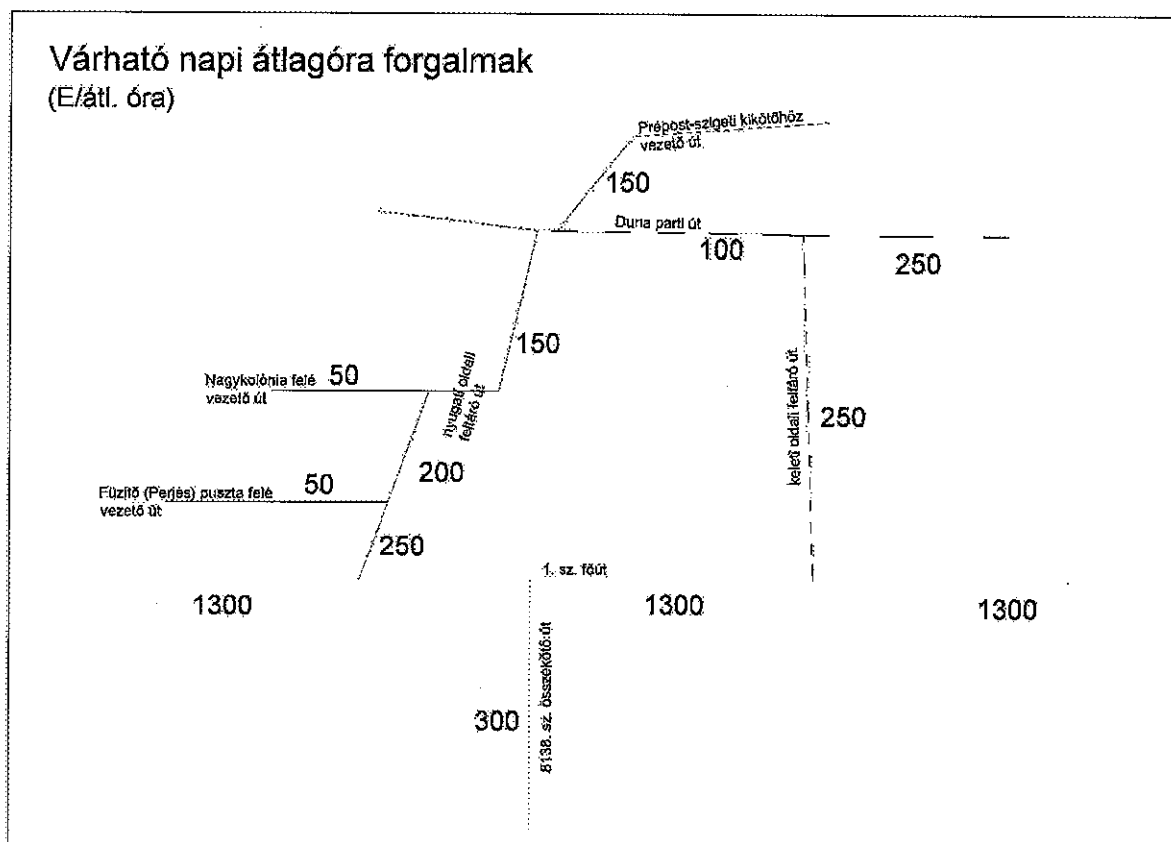 Várható napi átlagóra forgalmak
(E/átl. óra)
Prépost-szigeti kikötőhöz
vezető út
150
Duna parti út
100
250
150
Nagykolónia felé
vezető út
50
nyugati oldali
feltáró út
keleti oldali feltáró út
250
200
Fűzítő (Perjés) puszta felé
vezető út
50
250
1. sz. főút
1300
1300
1300
300
8138. sz. összekötő út